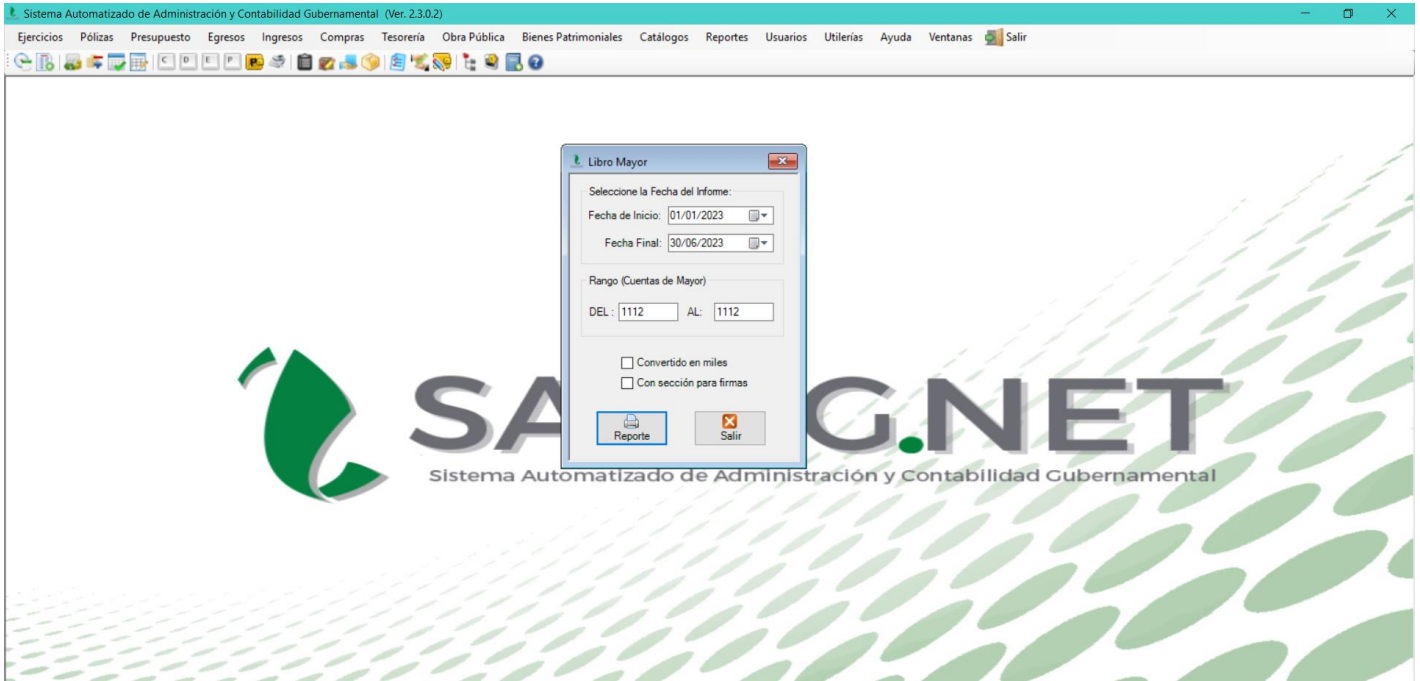 Sistema Automatizado de Administración y Contabilidad Gubernamental (Ver. 2.3.0.2)
Ejercicios Pólizas Presupuesto Egresos Ingresos Compras Tesorería Obra Pública Bienes Patrimoniales Catálogos Reportes Usuarios Utilerías Ayuda Ventanas Salir
C D E P P
Libro Mayor
Seleccione la Fecha del Informe:
Fecha de Inicio: 01/01/2023
Fecha Final: 30/06/2023
Rango (Cuentas de Mayor)
DEL : 1112 AL: 1112
Convertido en miles
Con sección para firmas
Reporte Salir
SA G.NET
Sistema Automatizado de Administración y Contabilidad Gubernamental